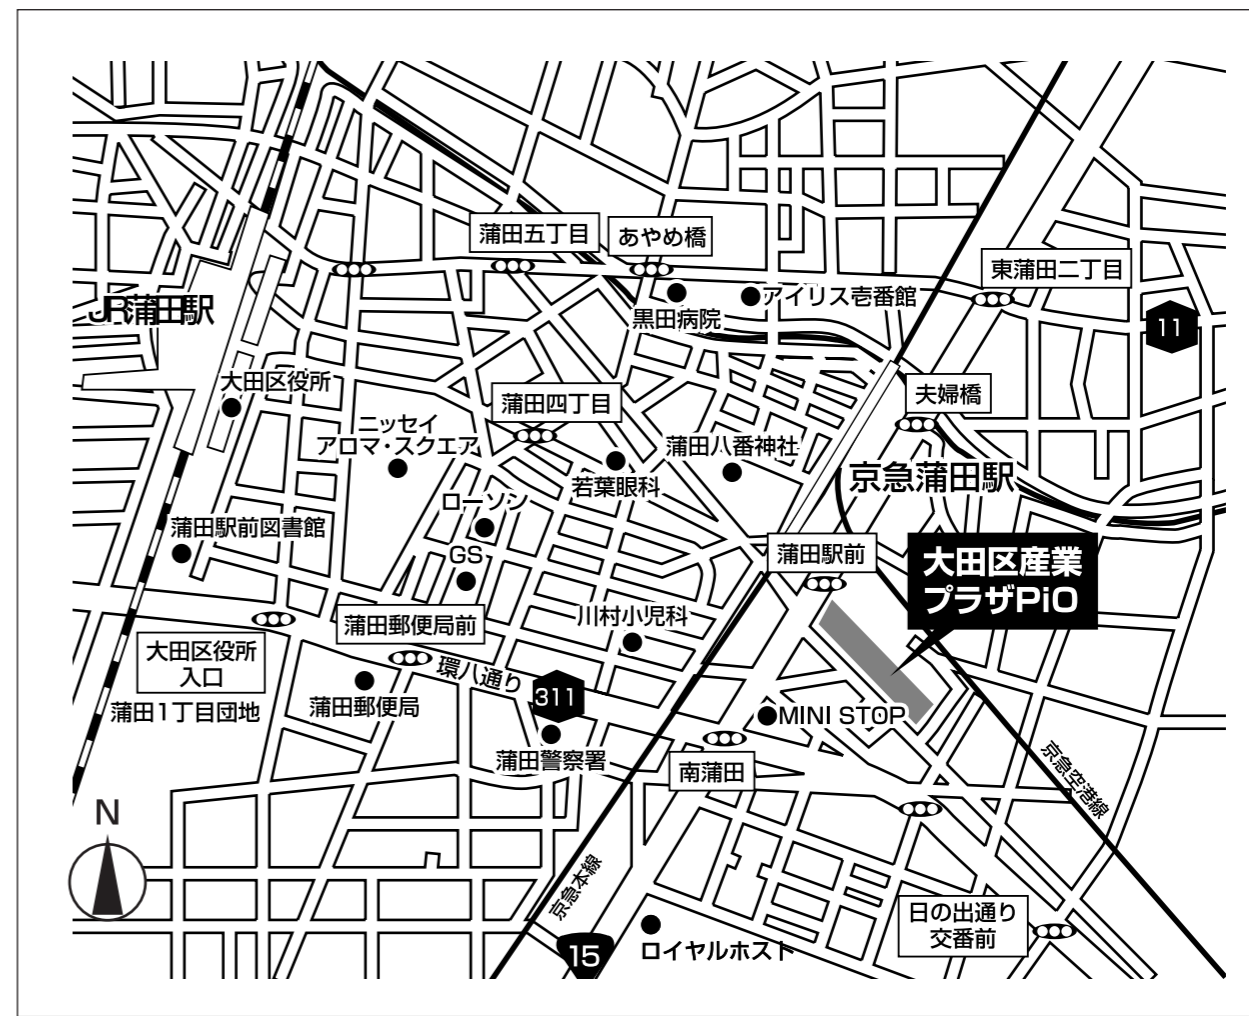 蒲田五丁目
あやめ橋
東蒲田二丁目
JR蒲田駅
黒田病院
アイリス壱番館
11
大田区役所
蒲田四丁目
夫婦橋
ニッセイ
アロマ・スクエア
蒲田八番神社
若葉眼科
京急蒲田駅
ローソン
蒲田駅前図書館
GS
蒲田駅前
大田区産業
プラザPiO
川村小児科
蒲田郵便局前
大田区役所
入口
環八通り
311
蒲田1丁目団地
蒲田郵便局
MINI STOP
蒲田警察署
南蒲田
京急空港線
N
京急本線
日の出通り
交番前
15
ロイヤルホスト